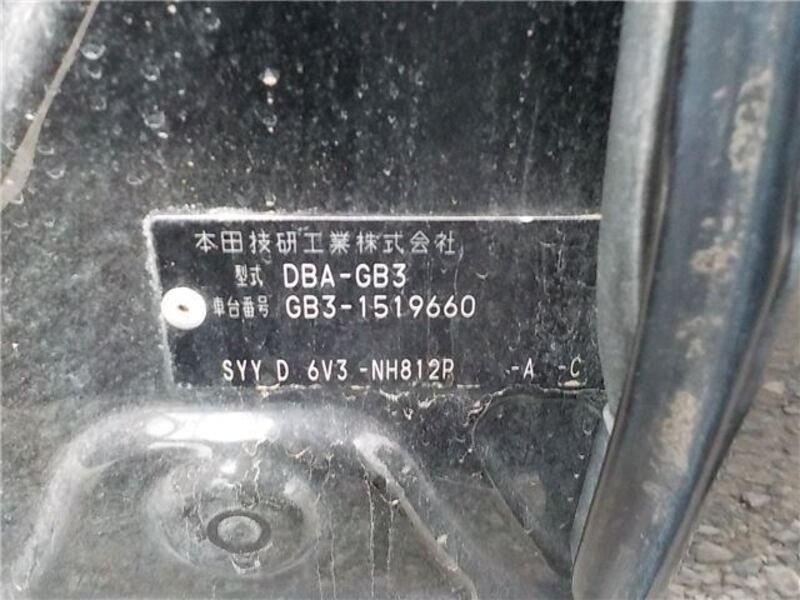 本田技研工業株式会社
型式 DBA-GB3
車台番号 GB3-1519660
SYY D 6V3 -NH812P -A -C